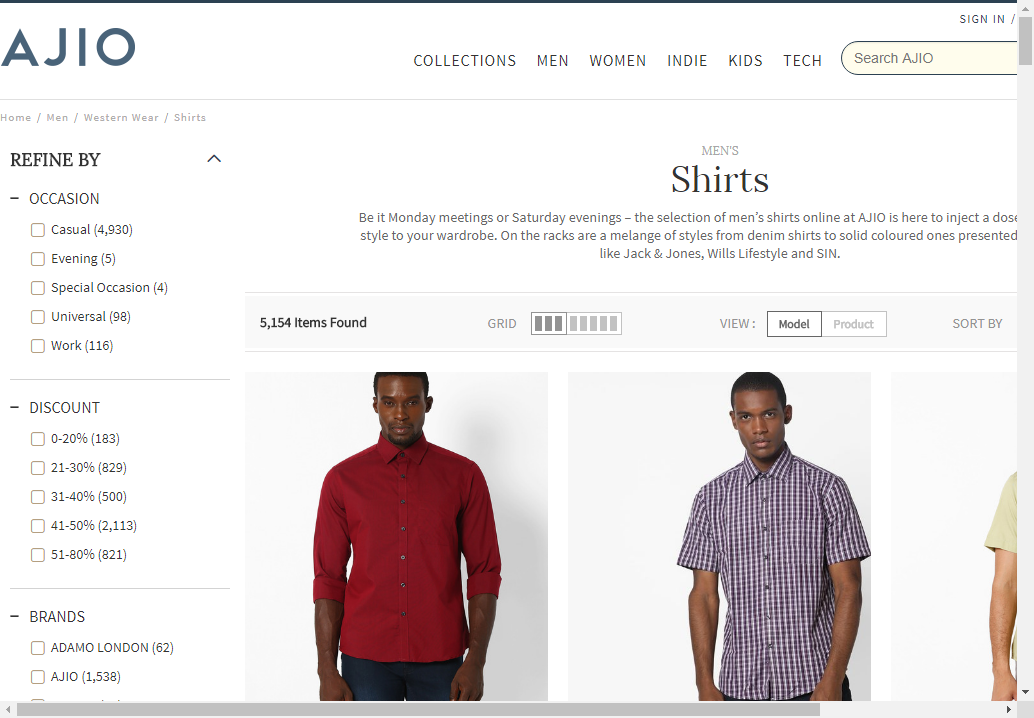 SIGN IN /
AJIO
COLLECTIONS MEN WOMEN INDIE KIDS TECH
Search AJIO
Home / Men / Western Wear / Shirts
REFINE BY
OCCASION
Casual (4,930)
Evening (5)
Special Occasion (4)
Universal (98)
Work (116)
DISCOUNT
0-20% (183)
21-30% (829)
31-40% (500)
41-50% (2,113)
51-80% (821)
BRANDS
ADAMO LONDON (62)
AJIO (1,538)
MEN'S
Shirts
Be it Monday meetings or Saturday evenings – the selection of men's shirts online at AJIO is here to inject a dose
style to your wardrobe. On the racks are a melange of styles from denim shirts to solid coloured ones presented
like Jack & Jones, Wills Lifestyle and SIN.
5,154 Items Found
GRID
VIEW :
Model
Product
SORT BY